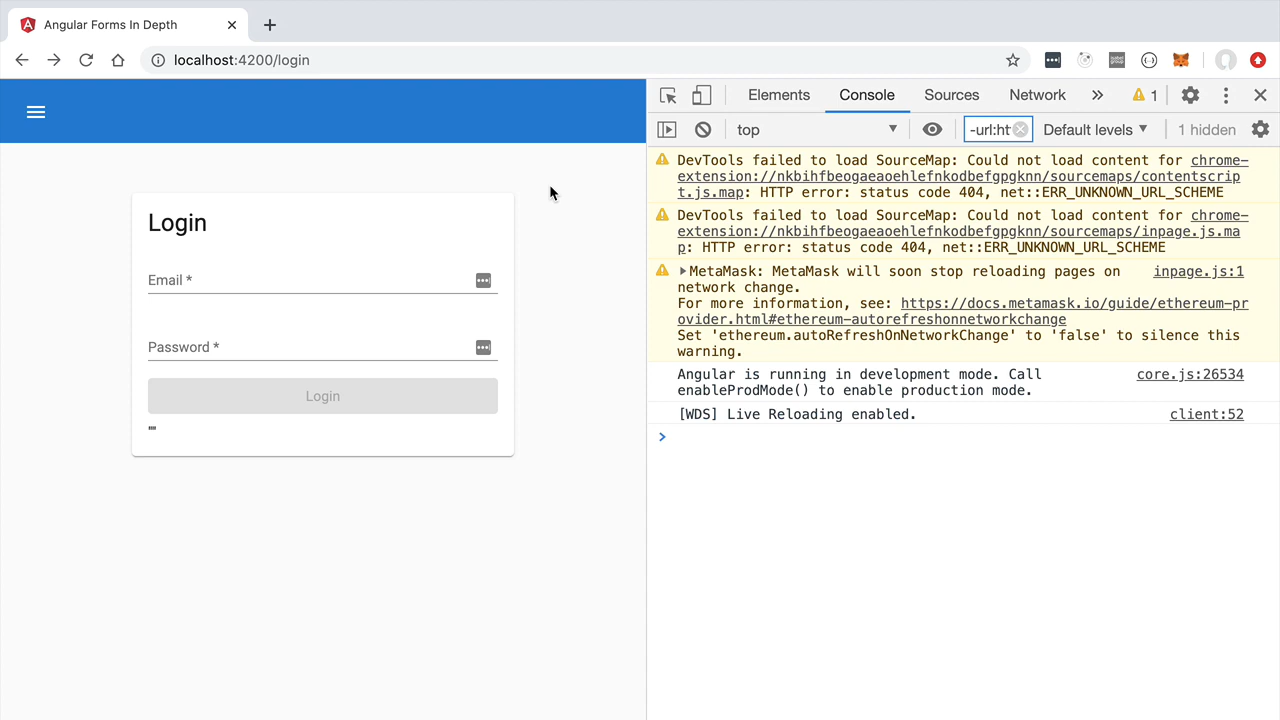 Angular Forms In Depth
localhost:4200/login
Elements Console Sources Network 1
top -url:ht Default levels 1 hidden
Login
Email *
Password *
Login
""
DevTools failed to load SourceMap: Could not load content for chrome-
extension://nkbihfbeogaeaoehlefnkodbefgpgknn/sourcemaps/contentscrip
t.js.map: HTTP error: status code 404, net::ERR_UNKNOWN_URL_SCHEME
DevTools failed to load SourceMap: Could not load content for chrome-
extension://nkbihfbeogaeaoehlefnkodbefgpgknn/sourcemaps/inpage.js.ma
p: HTTP error: status code 404, net::ERR_UNKNOWN_URL_SCHEME
MetaMask: MetaMask will soon stop reloading pages on inpage.js:1
network change.
For more information, see: https://docs.metamask.io/guide/ethereum-pr
ovider.html#ethereum-autorefreshonnetworkchange
Set 'ethereum.autoRefreshOnNetworkChange' to 'false' to silence this
warning.
Angular is running in development mode. Call core.js:26534
enableProdMode() to enable production mode.
[WDS] Live Reloading enabled. client:52